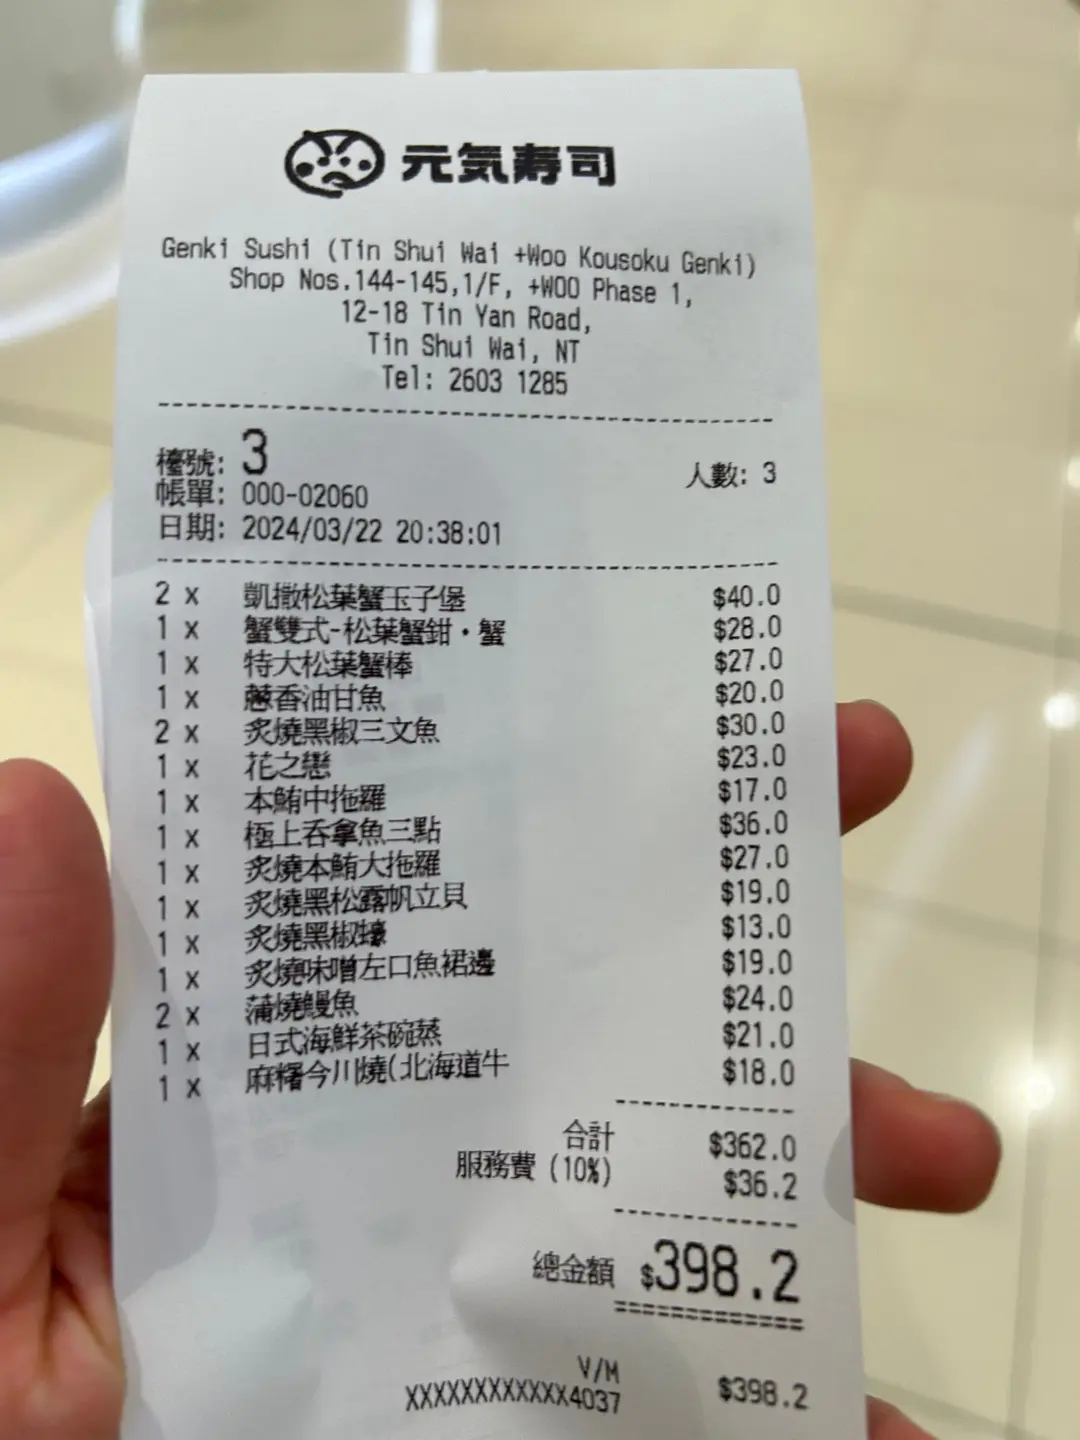 元気寿司
Genki Sushi (Tin Shui Wai +Woo Kousoku Genki)
Shop Nos.144-145,1/F, +WOO Phase 1,
12-18 Tin Yan Road,
Tin Shui Wai, NT
Tel: 2603 1285
檯號: 3 人數: 3
帳單: 000-02060
日期: 2024/03/22 20:38:01
2 x 凱撒松葉蟹玉子堡 $40.0
1 x 蟹雙式-松葉蟹鉗・蟹 $28.0
1 x 特大松葉蟹棒 $27.0
1 x 蔥香油甘魚 $20.0
2 x 炙燒黑椒三文魚 $30.0
1 x 花之戀 $23.0
1 x 本鮪中拖羅 $17.0
1 x 極上吞拿魚三點 $36.0
1 x 炙燒本鮪大拖羅 $27.0
1 x 炙燒黑松露帆立貝 $19.0
1 x 炙燒黑椒蠔 $13.0
1 x 炙燒味噌左口魚裙邊 $19.0
2 x 蒲燒鰻魚 $24.0
1 x 日式海鮮茶碗蒸 $21.0
1 x 麻糬今川燒(北海道牛 $18.0
合計 $362.0
服務費 (10%) $36.2
總金額 $398.2
V/M
XXXXXXXXXXXX4037 $398.2